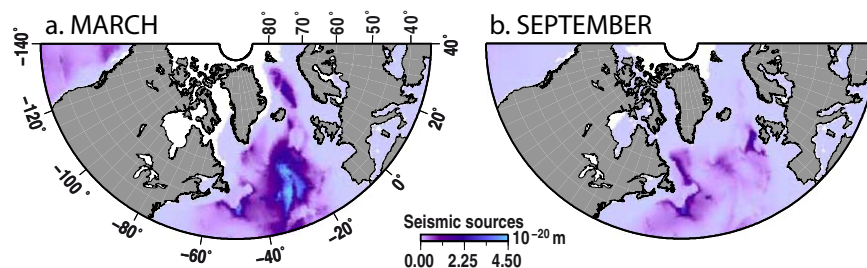 a. MARCH
b. SEPTEMBER
80° 70° 60° 50° 40°
−140° 40°
−120° 20°
−100° 0°
−80° −20°
−60° −40°
Seismic sources
10⁻²⁰ m
0.00 2.25 4.50